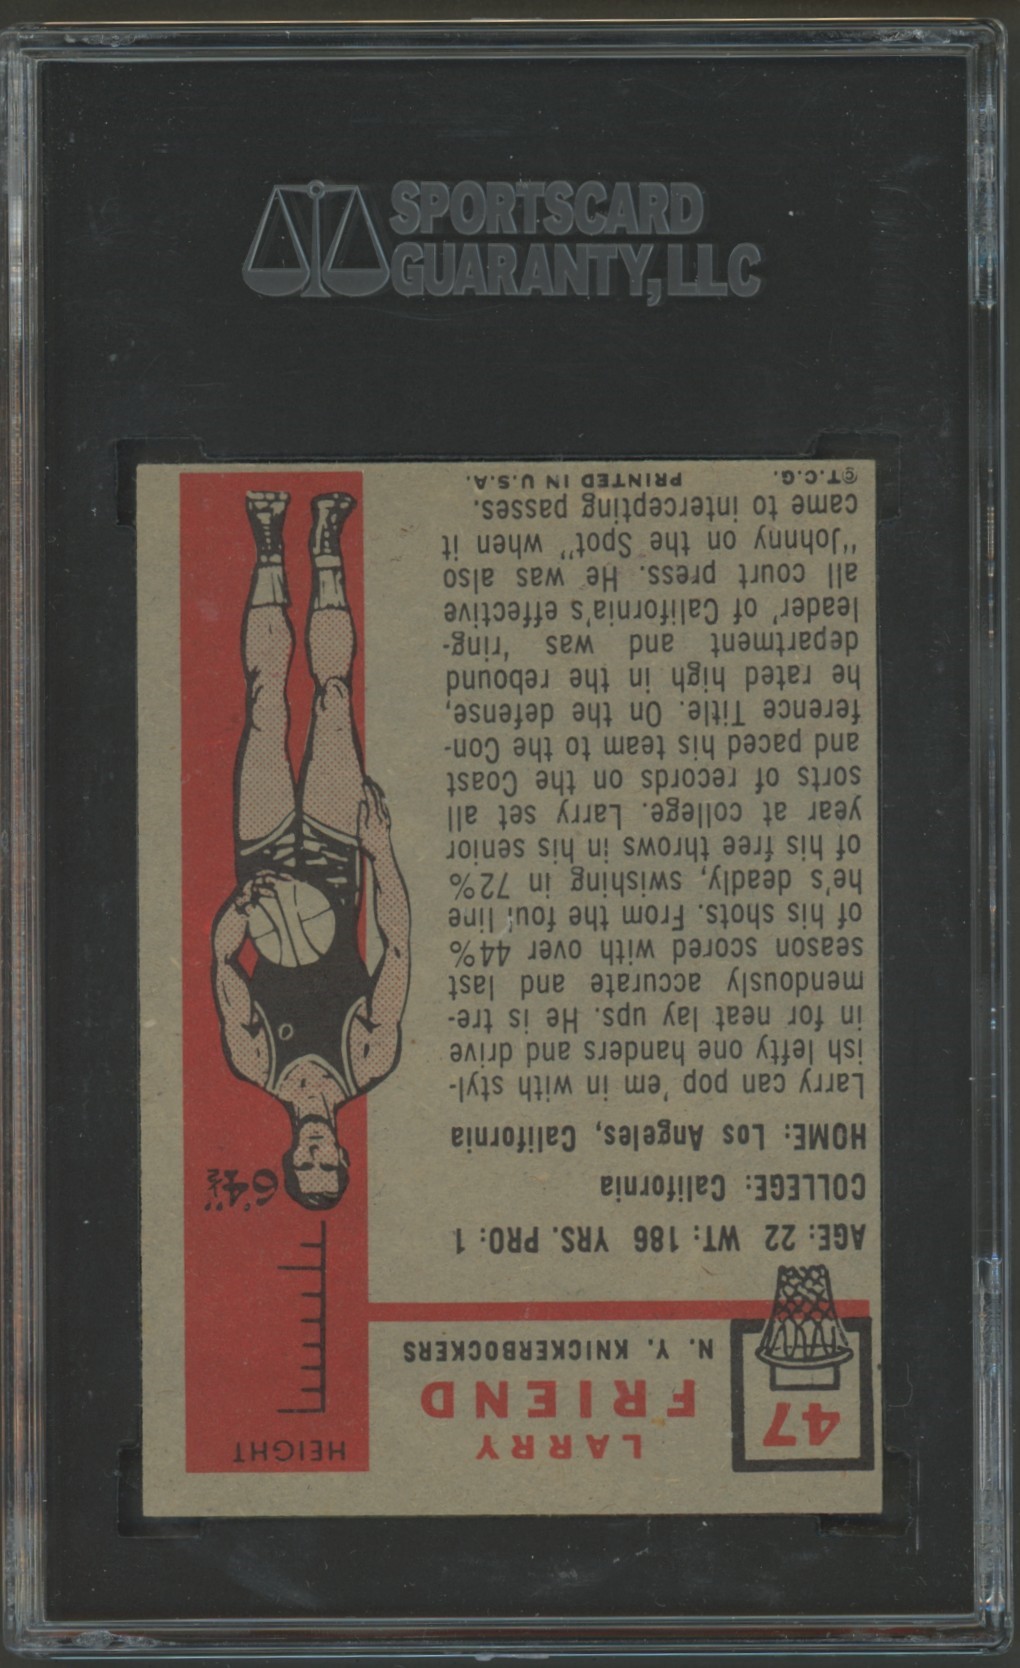 SPORTSCARD
GUARANTY, LLC
47
LARRY
FRIEND
N. Y. KNICKERBOCKERS
HEIGHT
6'4½"
AGE: 22 WT: 186 YRS. PRO: 1
COLLEGE: California
HOME: Los Angeles, California
Larry can pop 'em in with styl-
ish lefty one handers and drive
in for neat lay ups. He is tre-
mendously accurate and last
season scored with over 44%
of his shots. From the foul line
he's deadly, swishing in 72%
of his free throws in his senior
year at college. Larry set all
sorts of records on the Coast
and paced his team to the Con-
ference Title. On the defense,
he rated high in the rebound
department and was 'ring-
leader' of California's effective
all court press. He was also
"Johnny on the Spot" when it
came to intercepting passes.
©T.C.G. PRINTED IN U.S.A.